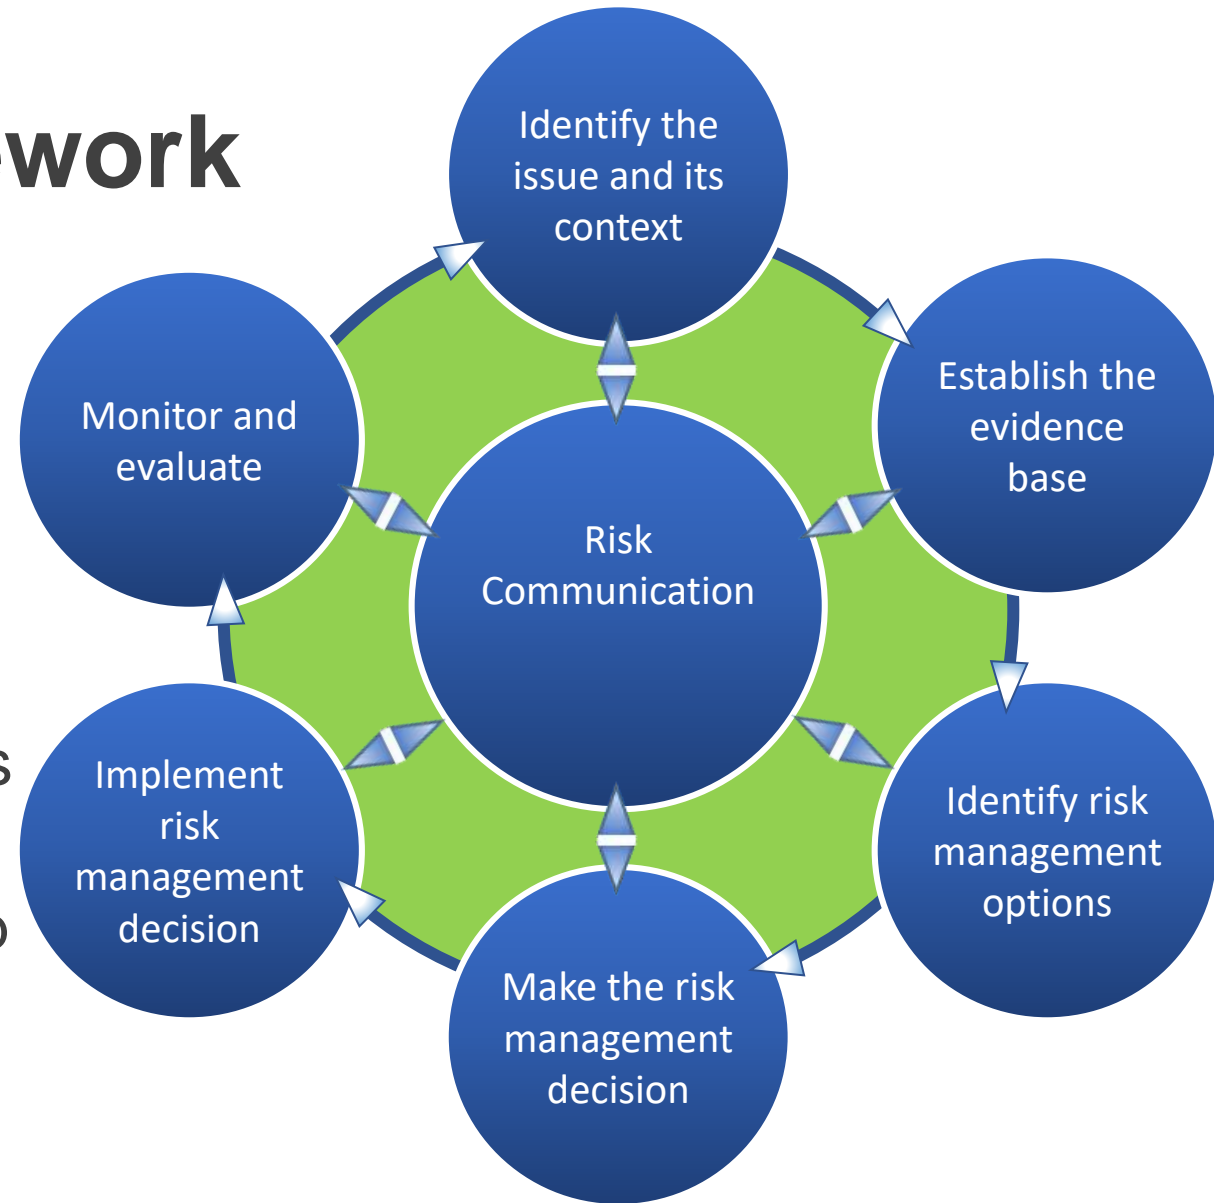 ework
Identify the
issue and its
context
Establish the
evidence
base
Identify risk
management
options
Make the risk
management
decision
Implement
risk
management
decision
Monitor and
evaluate
Risk
Communication
s